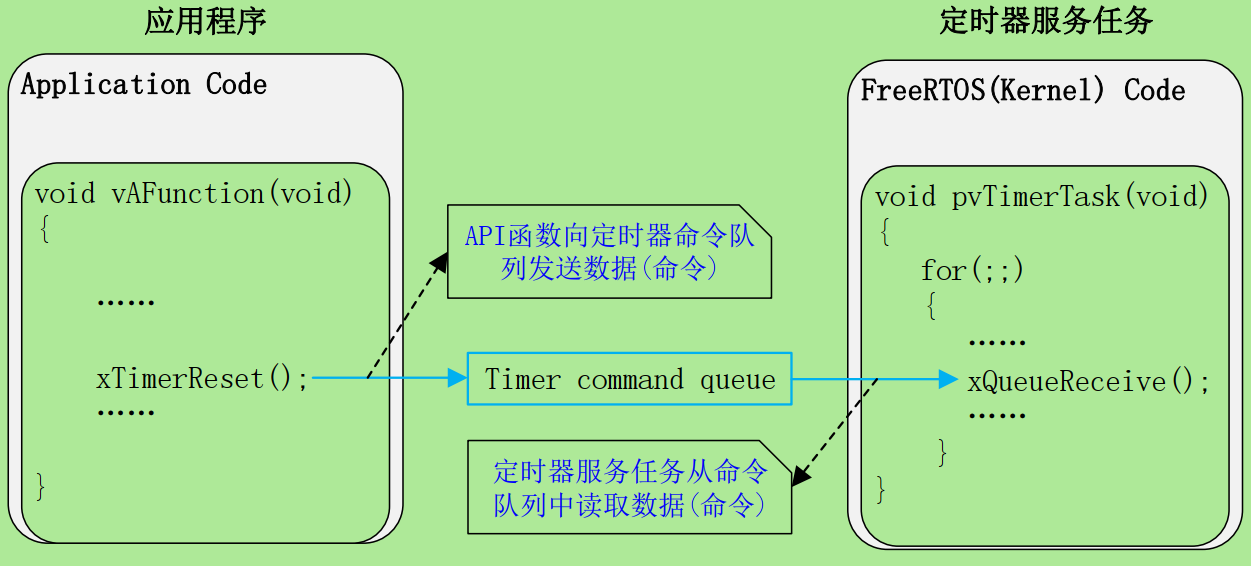 应用程序
Application Code
void vAFunction(void)
{
……
xTimerReset();
……
}
API函数向定时器命令队
列发送数据(命令)
Timer command queue
定时器服务任务从命令
队列中读取数据(命令)
定时器服务任务
FreeRTOS(Kernel) Code
void pvTimerTask(void)
{
for(;;)
{
……
xQueueReceive();
……
}
}